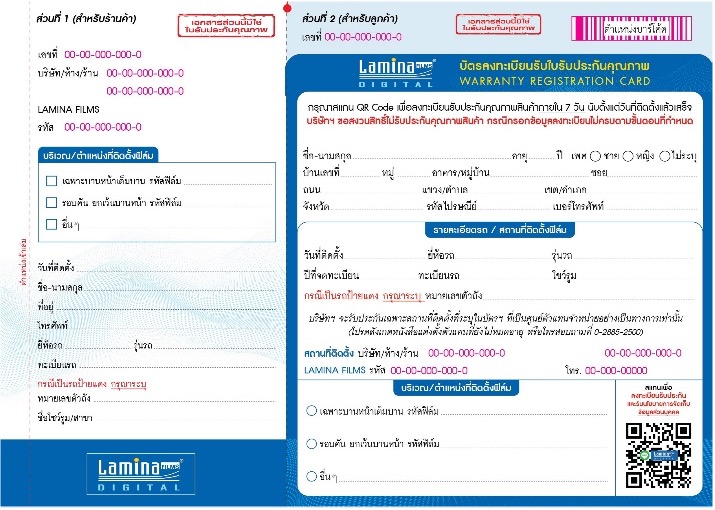 ส่วนที่ 1 (สำหรับร้านค้า)
เอกสารส่วนนี้มิใช่
ใบรับประกันคุณภาพ
เลขที่ 00-00-000-000-0
บริษัท/ห้าง/ร้าน 00-00-000-000-0
00-00-000-000-0
LAMINA FILMS
รหัส 00-00-000-000-0
บริเวณ/ตำแหน่งที่ติดตั้งฟิล์ม
เฉพาะบานหน้าเต็มบาน รหัสฟิล์ม
รอบคัน ยกเว้นบานหน้า รหัสฟิล์ม
อื่นๆ
วันที่ติดตั้ง
ชื่อ-นามสกุล
ที่อยู่
โทรศัพท์
ยี่ห้อรถ รุ่นรถ
ทะเบียนรถ
กรณีเป็นรถป้ายแดง กรุณาระบุ
หมายเลขตัวถัง
ชื่อโชว์รูม/สาขา
Lamina FILMS
DIGITAL
ส่วนที่ 2 (สำหรับลูกค้า)
เลขที่ 00-00-000-000-0
เอกสารส่วนนี้มิใช่
ใบรับประกันคุณภาพ
ตำแหน่งบาร์โค้ด
Lamina FILMS
DIGITAL
บัตรลงทะเบียนรับใบรับประกันคุณภาพ
WARRANTY REGISTRATION CARD
กรุณาสแกน QR Code เพื่อลงทะเบียนรับประกันคุณภาพสินค้าภายใน 7 วัน นับตั้งแต่วันที่ติดตั้งแล้วเสร็จ
บริษัทฯ ขอสงวนสิทธิ์ไม่รับประกันคุณภาพสินค้า กรณีกรอกข้อมูลลงทะเบียนไม่ครบตามขั้นตอนที่กำหนด
ชื่อ-นามสกุล อายุ ปี เพศ ชาย หญิง ไม่ระบุ
บ้านเลขที่ หมู่ อาคาร/หมู่บ้าน ซอย
ถนน แขวง/ตำบล เขต/อำเภอ
จังหวัด รหัสไปรษณีย์ เบอร์โทรศัพท์
รายละเอียดรถ / สถานที่ติดตั้งฟิล์ม
วันที่ติดตั้ง ยี่ห้อรถ รุ่นรถ
ปีที่จดทะเบียน ทะเบียนรถ โชว์รูม
กรณีเป็นรถป้ายแดง กรุณาระบุ หมายเลขตัวถัง
บริษัทฯ จะรับประกันเฉพาะสถานที่ติดตั้งที่ระบุในบัตรฯ ที่เป็นศูนย์ตัวแทนจำหน่ายอย่างเป็นทางการเท่านั้น
(โปรดสังเกตหนังสือแต่งตั้งตัวแทนที่ยังไม่หมดอายุ หรือโทรสอบถามที่ 0-2885-2500)
สถานที่ติดตั้ง บริษัท/ห้าง/ร้าน 00-00-000-000-0 00-00-000-000-0
LAMINA FILMS รหัส 00-00-000-000-0 โทร. 00-000-00000
บริเวณ/ตำแหน่งที่ติดตั้งฟิล์ม
เฉพาะบานหน้าเต็มบาน รหัสฟิล์ม
รอบคัน ยกเว้นบานหน้า รหัสฟิล์ม
อื่นๆ
สแกนเพื่อ
ลงทะเบียนรับประกัน
และรับนโยบายการจัดเก็บ
ข้อมูลส่วนบุคคล